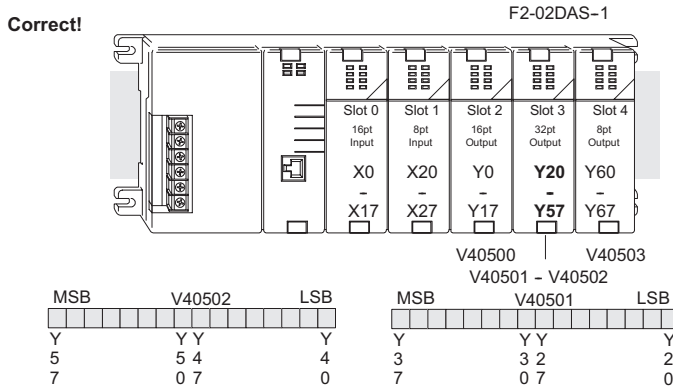 F2-02DAS-1
Correct!
Slot 0 Slot 1 Slot 2 Slot 3 Slot 4
16pt 8pt 16pt 32pt 8pt
Input Input Output Output Output
X0 X20 Y0 Y20 Y60
- - - - -
X17 X27 Y17 Y57 Y67
V40500 V40503
V40501 - V40502
MSB V40502 LSB MSB V40501 LSB
Y Y Y Y Y Y Y Y
5 5 4 4 3 3 2 2
7 0 7 0 7 0 7 0